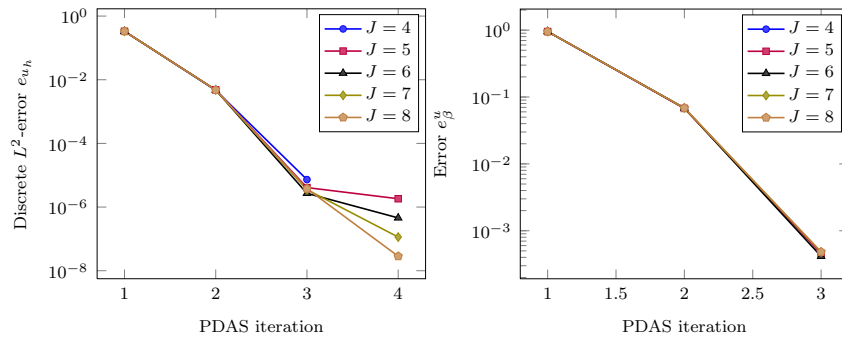 10^0
10^{-2}
10^{-4}
10^{-6}
10^{-8}
1
2
3
4
Discrete L^2-error e_{u_h}
PDAS iteration
J = 4
J = 5
J = 6
J = 7
J = 8
10^0
10^{-1}
10^{-2}
10^{-3}
1
1.5
2
2.5
3
Error e_β^u
PDAS iteration
J = 4
J = 5
J = 6
J = 7
J = 8